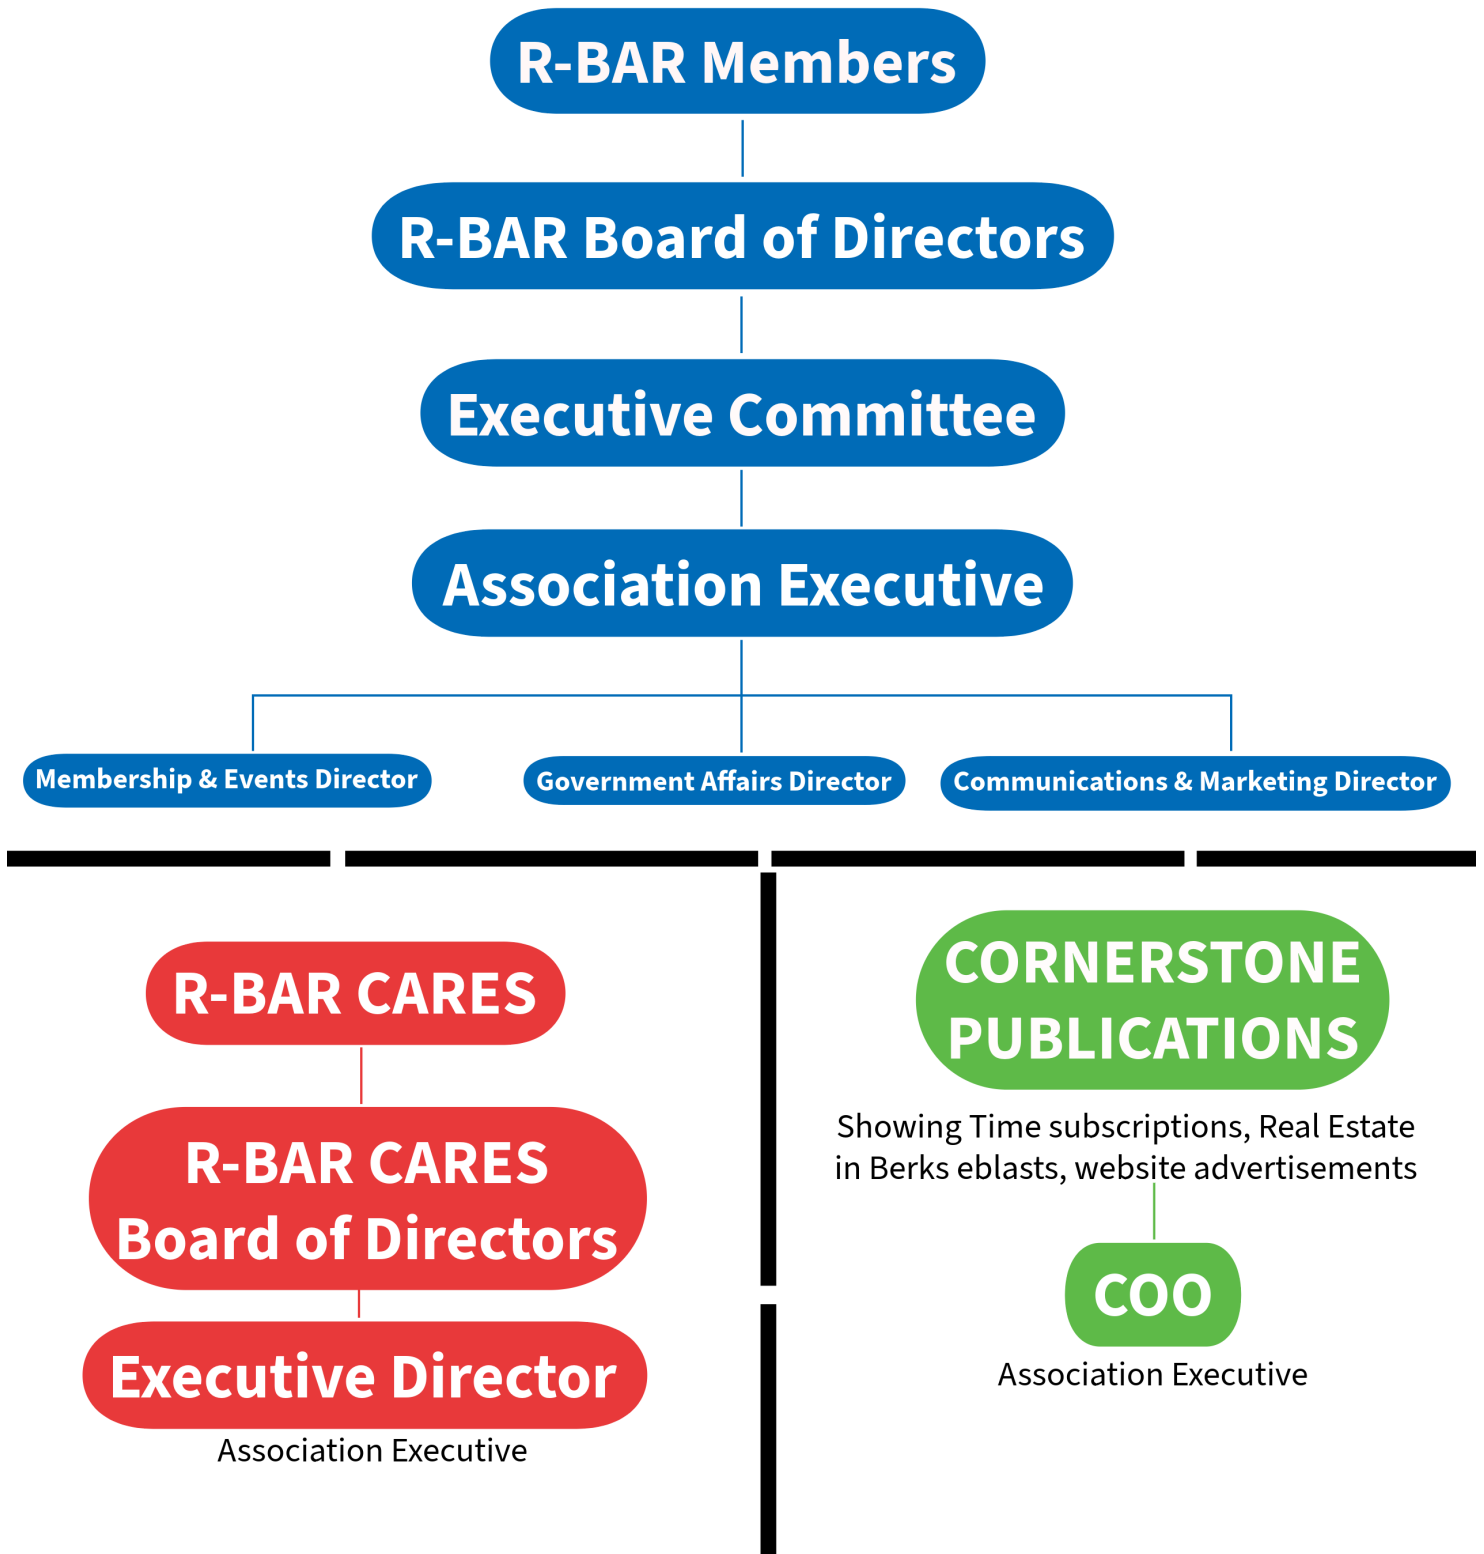 R-BAR Members
R-BAR Board of Directors
Executive Committee
Association Executive
Membership & Events Director
Government Affairs Director
Communications & Marketing Director
R-BAR CARES
R-BAR CARES
Board of Directors
Executive Director
Association Executive
CORNERSTONE
PUBLICATIONS
Showing Time subscriptions, Real Estate
in Berks eblasts, website advertisements
COO
Association Executive